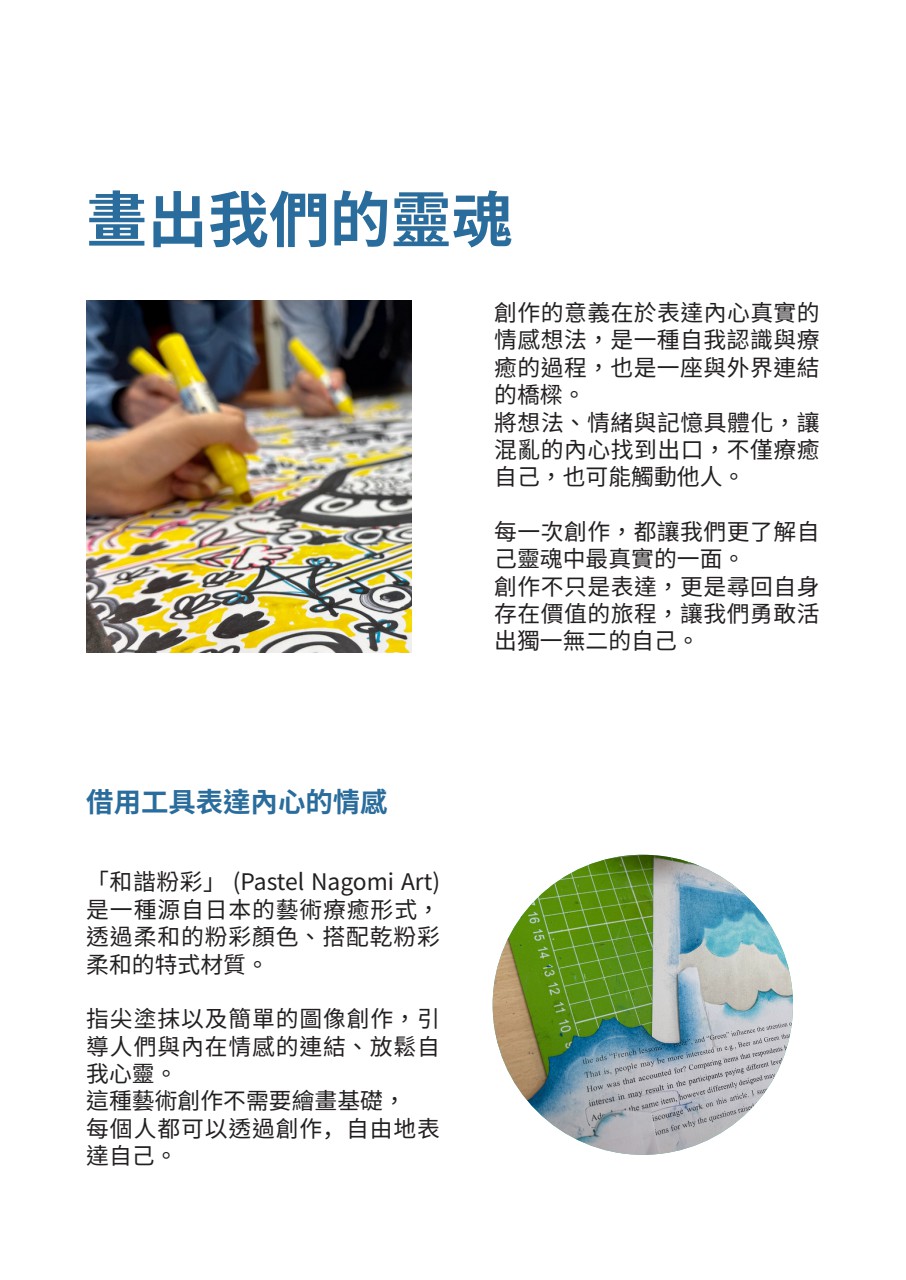 畫出我們的靈魂
創作的意義在於表達內心真實的
情感想法，是一種自我認識與療
癒的過程，也是一座與外界連結
的橋樑。
將想法、情緒與記憶具體化，讓
混亂的內心找到出口，不僅療癒
自己，也可能觸動他人。
每一次創作，都讓我們更了解自
己靈魂中最真實的一面。
創作不只是表達，更是尋回自身
存在價值的旅程，讓我們勇敢活
出獨一無二的自己。
借用工具表達內心的情感
「和諧粉彩」 (Pastel Nagomi Art)
是一種源自日本的藝術療癒形式，
透過柔和的粉彩顏色、搭配乾粉彩
柔和的特式材質。
指尖塗抹以及簡單的圖像創作，引
導人們與內在情感的連結、放鬆自
我心靈。
這種藝術創作不需要繪畫基礎，
每個人都可以透過創作,  自由地表
達自己。
16 15 14 13 12 11 10
the ads “French lessons” and “Green” influence the attention
That is, people may be more interested in e.g., Beer and Green
How was that accounted for? Comparing items that respondents
interest in may result in the participants paying different
the same item, however differently designed
iscourage work on this article. I
ions for why the questions